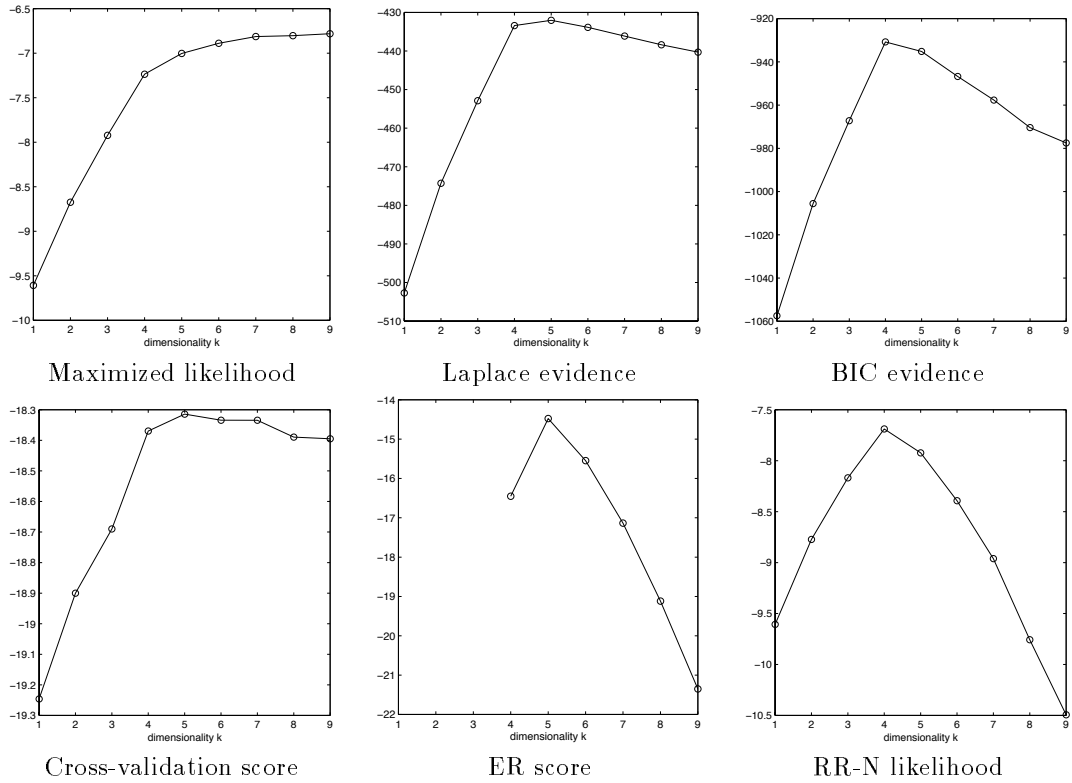 −6.5
−7
−7.5
−8
−8.5
−9
−9.5
−10
1 2 3 4 5 6 7 8 9
dimensionality k
Maximized likelihood
−430
−440
−450
−460
−470
−480
−490
−500
−510
1 2 3 4 5 6 7 8 9
dimensionality k
Laplace evidence
−920
−940
−960
−980
−1000
−1020
−1040
−1060
1 2 3 4 5 6 7 8 9
dimensionality k
BIC evidence
−18.3
−18.4
−18.5
−18.6
−18.7
−18.8
−18.9
−19
−19.1
−19.2
−19.3
1 2 3 4 5 6 7 8 9
dimensionality k
Cross-validation score
−14
−15
−16
−17
−18
−19
−20
−21
−22
1 2 3 4 5 6 7 8 9
dimensionality k
ER score
−7.5
−8
−8.5
−9
−9.5
−10
−10.5
1 2 3 4 5 6 7 8 9
dimensionality k
RR-N likelihood